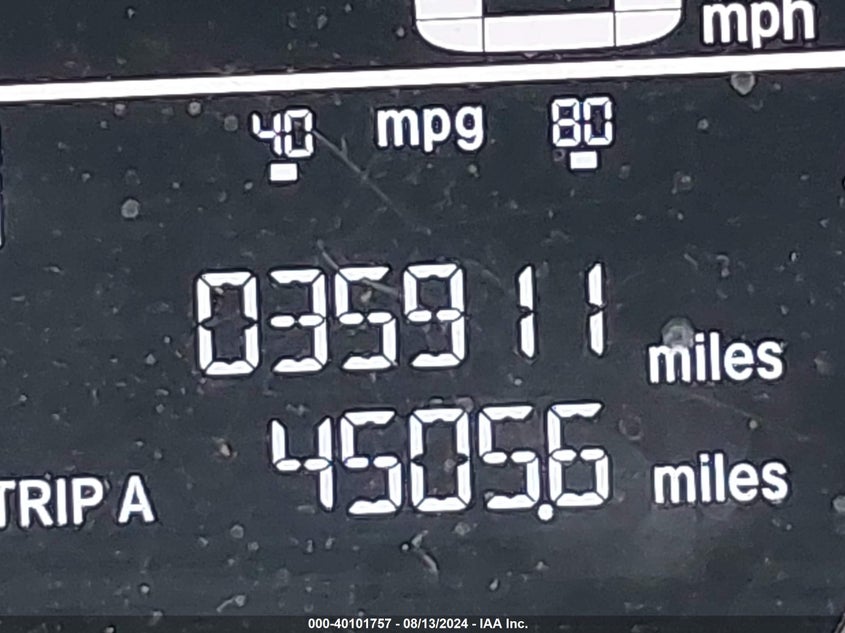 mph
40 mpg 80
035911 miles
TRIP A 4505.6 miles
000-40101757 - 08/13/2024 - IAA Inc.